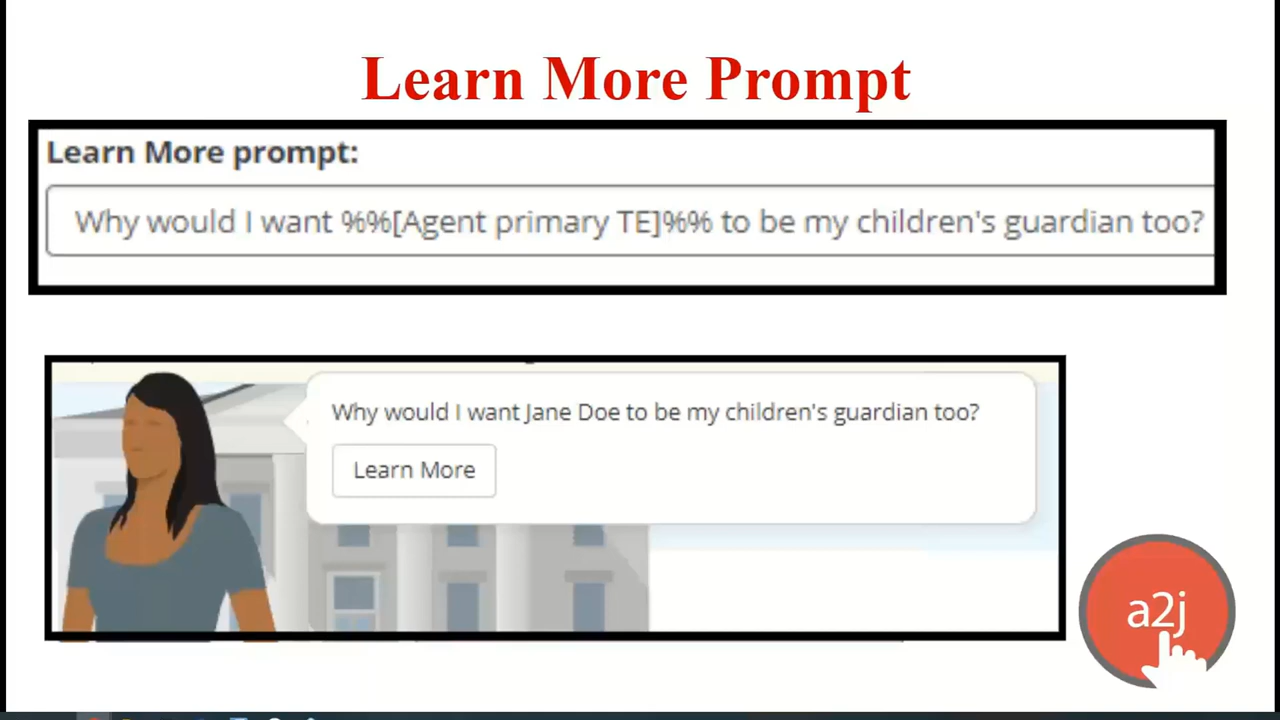 Learn More Prompt
Learn More prompt:
Why would I want %%[Agent primary TE]%% to be my children's guardian too?
Why would I want Jane Doe to be my children's guardian too?
Learn More
a2j